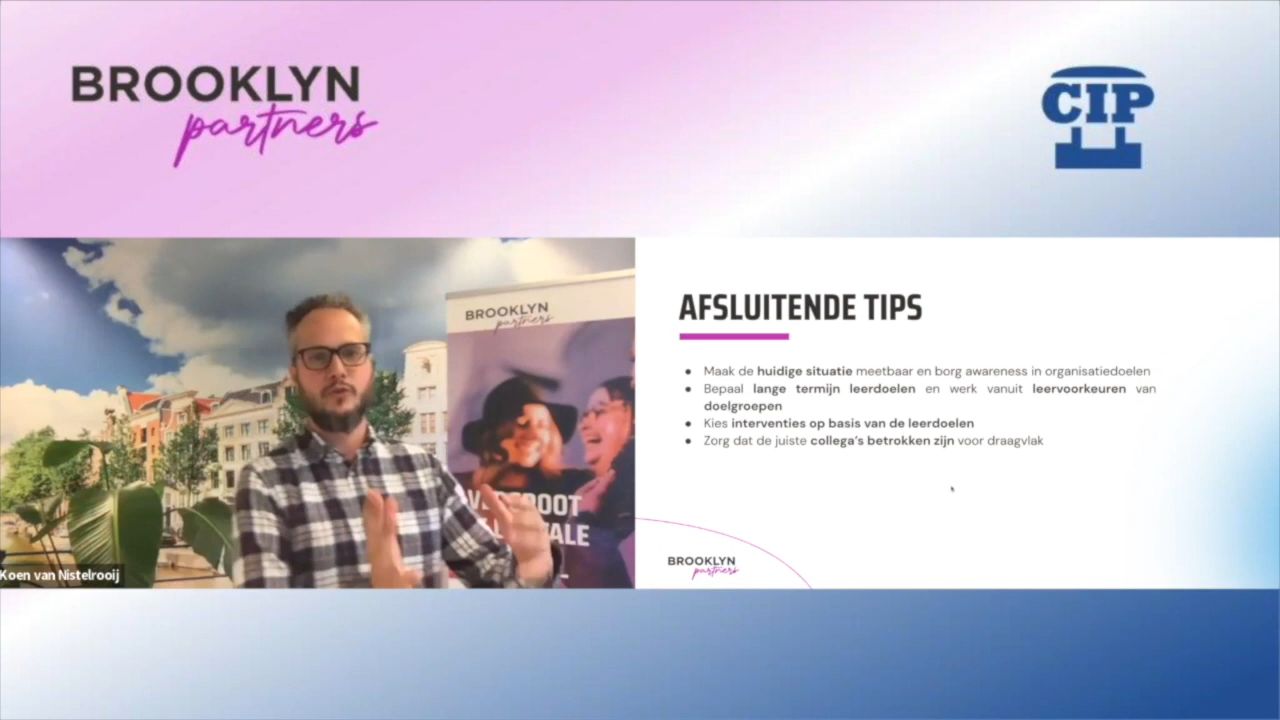 BROOKLYN
partners
CIP
BROOKLYN
partners
Koen van Nistelrooij
AFSLUITENDE TIPS
• Maak de huidige situatie meetbaar en borg awareness in organisatiedoelen
• Bepaal lange termijn leerdoelen en werk vanuit leervoorkeuren van
doelgroepen
• Kies interventies op basis van de leerdoelen
• Zorg dat de juiste collega's betrokken zijn voor draagvlak
BROOKLYN
partners